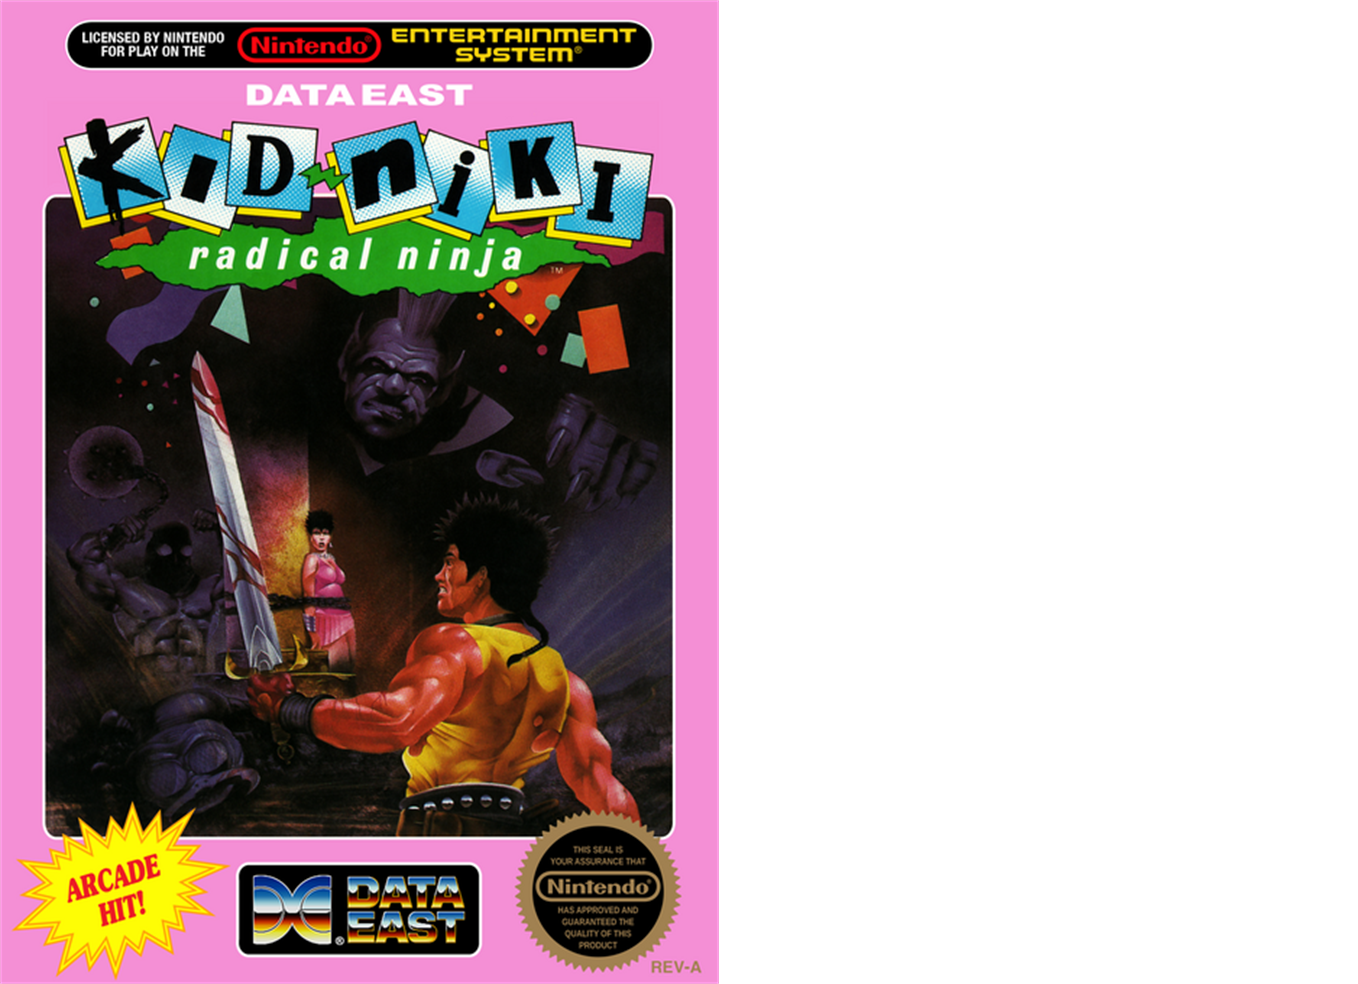 LICENSED BY NINTENDO
FOR PLAY ON THE
Nintendo®
ENTERTAINMENT
SYSTEM®
DATA EAST
KID NIKI
radical ninja
TM
ARCADE
HIT!
DATA
EAST
®
THIS SEAL IS
YOUR ASSURANCE THAT
Nintendo®
HAS APPROVED AND
GUARANTEED THE
QUALITY OF THIS
PRODUCT
REV-A